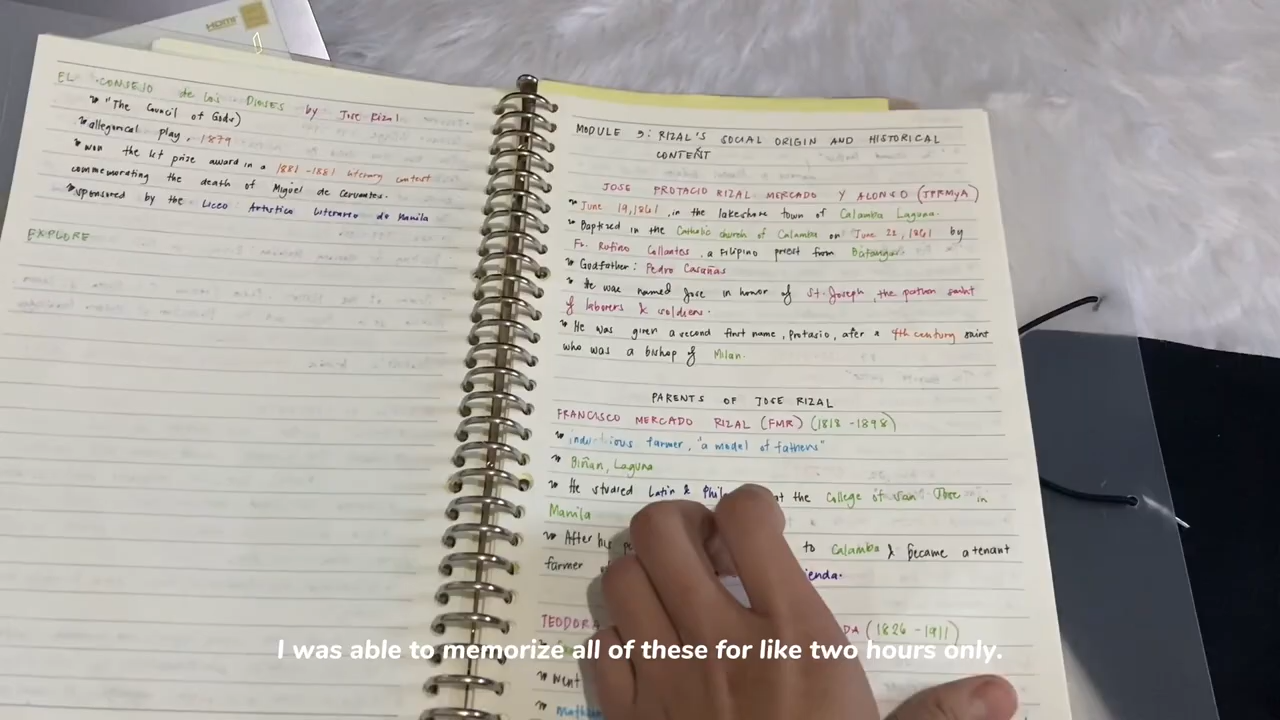 HDMI
EL CONSEJO de los DIOSES by Jose Rizal
"The Council of Gods)
allegorical play, 1879
won the 1st prize award in a 1881-1881 literary contest
commemorating the death of Miguel de Cervantes.
sponsored by the Liceo Artistico Literario de Manila
EXPLORE
MODULE 3: RIZAL'S SOCIAL ORIGIN AND HISTORICAL
CONTENT
JOSE PROTACIO RIZAL MERCADO Y ALONSO (JPRMyA)
June 19, 1861, in the lakeshore town of Calamba Laguna.
Baptized in the Catholic church of Calamba on June 22, 1861 by
Fr. Rufino Collantes, a Filipino priest from Batangas.
Godfather: Pedro Casañas
He was named Jose in honor of St. Joseph, the patron saint
of laborers & soldiers.
He was given a second first name, Protasio, afer a 4th century saint
who was a bishop of Milan.
PARENTS OF JOSE RIZAL
FRANCISCO MERCADO RIZAL (FMR) (1818-1898)
industrious farmer, "a model of fathers"
Biñan, Laguna
He studied Latin & Phil at the College of San Jose in
Manila
After his to Calamba & became a tenant
farmer ienda.
TEODORA DA (1826-1911)
I was able to memorize all of these for like two hours only.
went